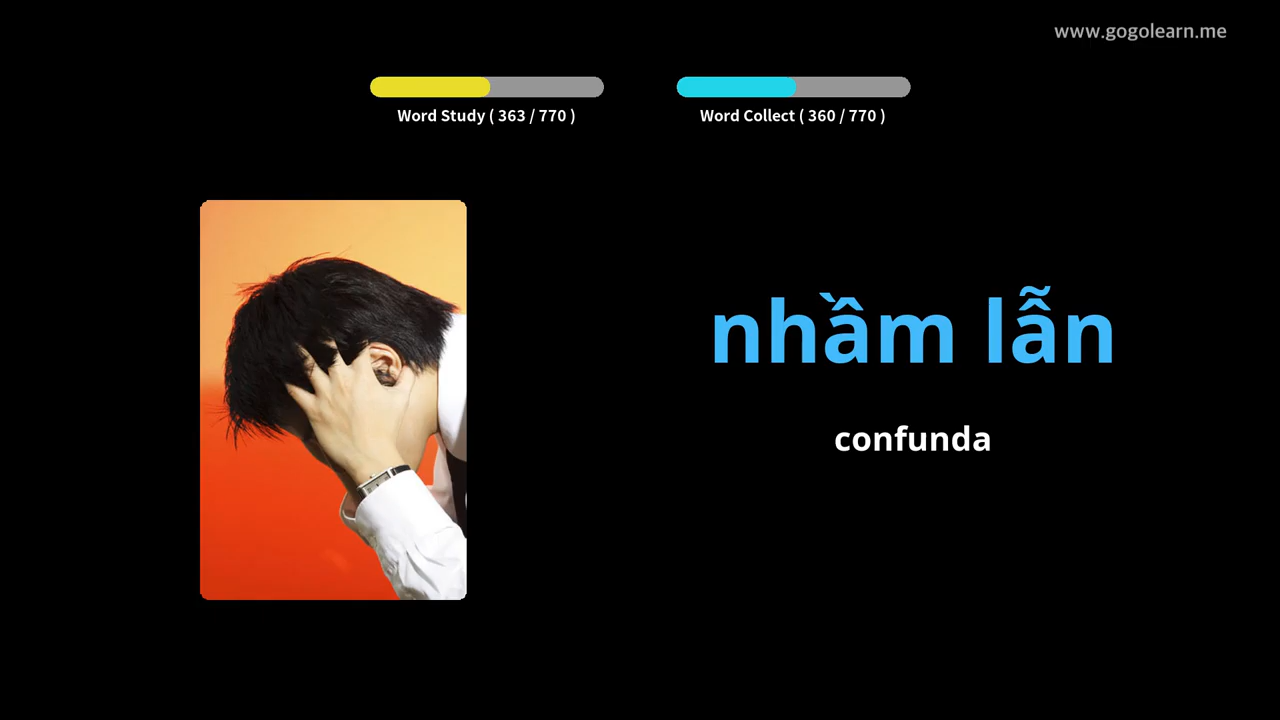 www.gogolearn.me
Word Study ( 363 / 770 )
Word Collect ( 360 / 770 )
nhầm lẫn
confunda